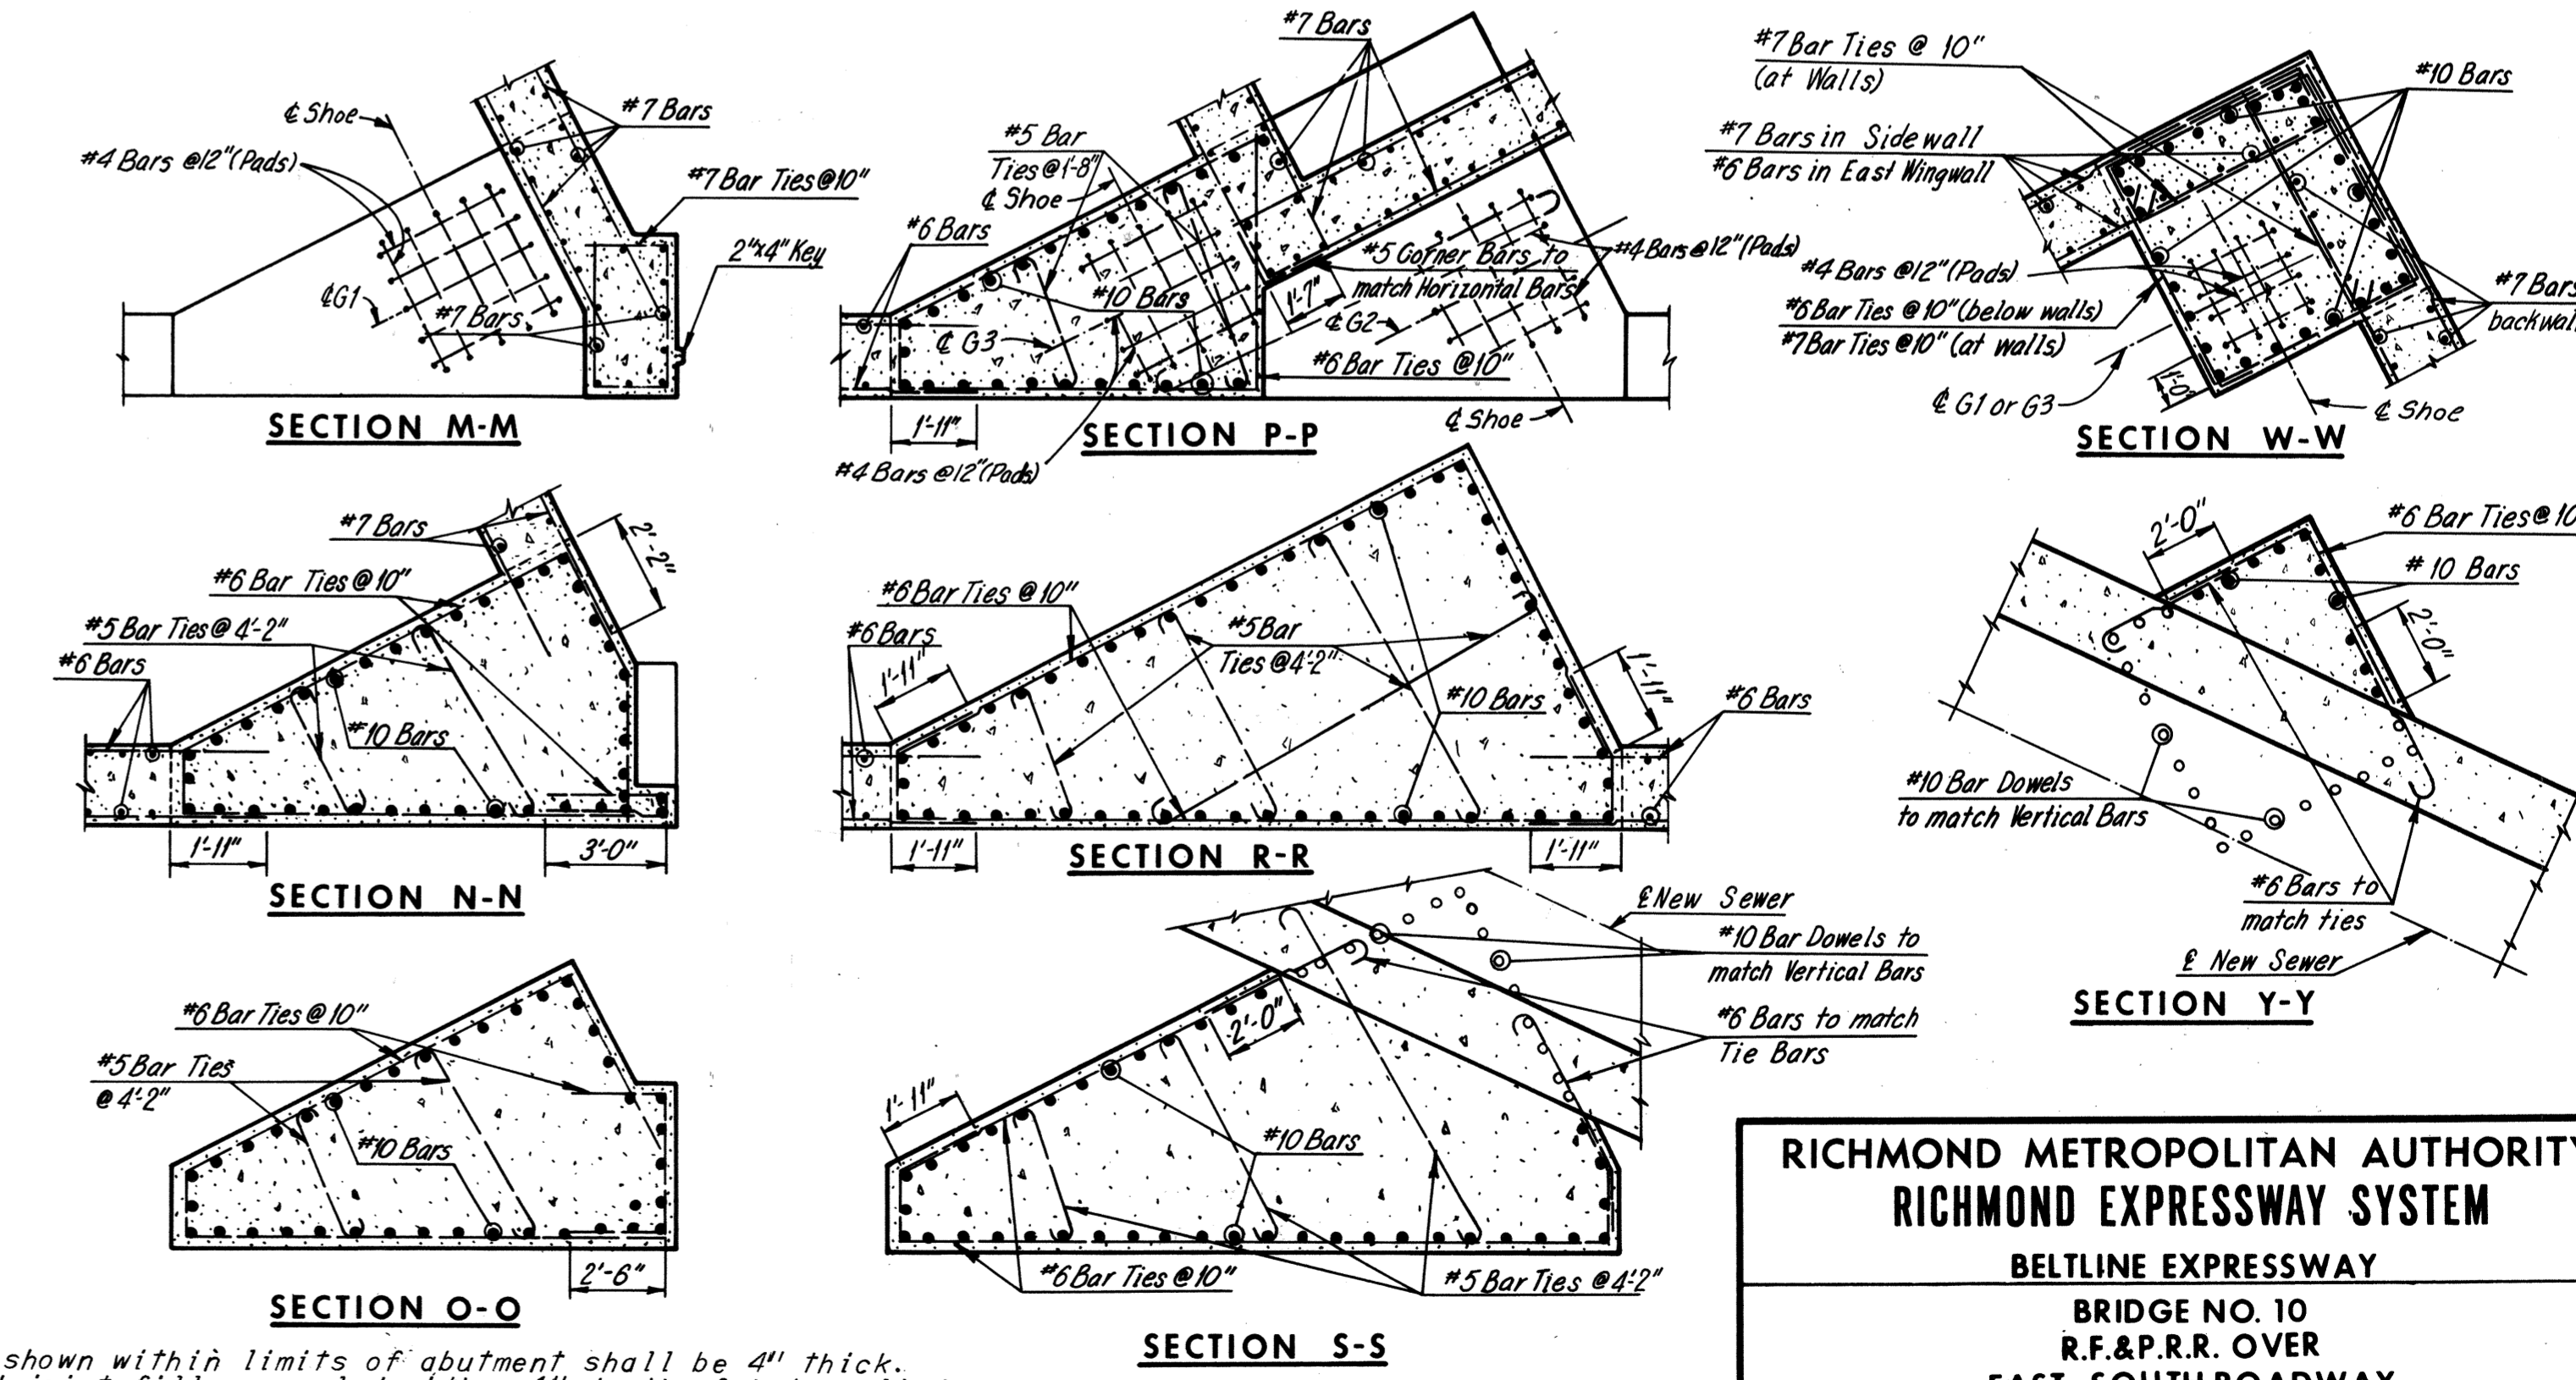 ₵ Shoe
#7 Bars
#4 Bars @12"(Pads)
#7 Bar Ties@10"
2"x4" Key
₵G1
#7 Bars
SECTION M-M
#7 Bars
#5 Bar
Ties@1'-8"
₵ Shoe
#6 Bars
#4 Bars@12"(Pads)
#5 Corner Bars to
match Horizontal Bars
#10 Bars
1'-7"
₵ G2
₵ G3
#6 Bar Ties @10"
1'-11"
₵ Shoe
#4 Bars @12"(Pads)
SECTION P-P
#7 Bar Ties @ 10"
(at Walls)
#10 Bars
#7 Bars in Sidewall
#6 Bars in East Wingwall
#4 Bars @12"(Pads)
#6 Bar Ties @ 10" (below walls)
#7 Bar Ties @10" (at walls)
#7 Bars
1'-0"
₵ G1 or G3
₵ Shoe
SECTION W-W
#7 Bars
2'-2"
#6 Bar Ties @ 10"
#5 Bar Ties @ 4'-2"
#6 Bars
#10 Bars
1'-11"
3'-0"
SECTION N-N
#6 Bar Ties @ 10"
#6 Bars
1'-11"
#5 Bar
Ties @4'-2"
1'-11"
#10 Bars
#6 Bars
1'-11"
1'-11"
SECTION R-R
2'-0"
#6 Bar Ties @ 10
# 10 Bars
2'-0"
#10 Bar Dowels
to match Vertical Bars
#6 Bars to
match ties
₵ New Sewer
SECTION Y-Y
#6 Bar Ties @ 10"
#5 Bar Ties
@ 4'-2"
#10 Bars
2'-6"
SECTION O-O
₵ New Sewer
#10 Bar Dowels to
match Vertical Bars
#6 Bars to match
Tie Bars
2'-0"
1'-11"
#10 Bars
#6 Bar Ties @ 10"
#5 Bar Ties @ 4'-2"
SECTION S-S
shown within limits of abutment shall be 4" thick.
RICHMOND METROPOLITAN AUTHORITY
RICHMOND EXPRESSWAY SYSTEM
BELTLINE EXPRESSWAY
BRIDGE NO. 10
R.F.&P.R.R. OVER
EAST SOUTH ROADWAY